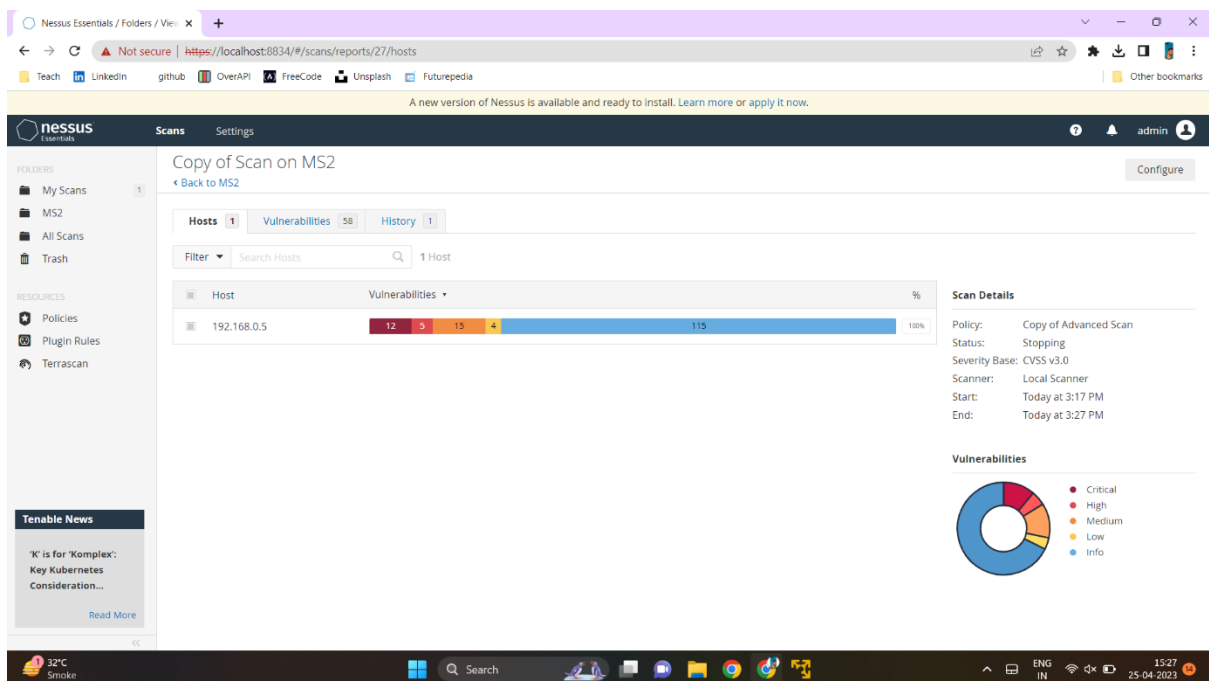 Nessus Essentials / Folders / View
Not secure | https://localhost:8834/#/scans/reports/27/hosts
Teach LinkedIn github OverAPI FreeCode Unsplash Futurepedia Other bookmarks
A new version of Nessus is available and ready to install. Learn more or apply it now.
nessus Essentials Scans Settings admin
FOLDERS
My Scans 1
MS2
All Scans
Trash
RESOURCES
Policies
Plugin Rules
Terrascan
Tenable News
'K' is for 'Komplex':
Key Kubernetes
Consideration...
Read More
Copy of Scan on MS2
Back to MS2
Configure
Hosts 1 Vulnerabilities 58 History 1
Filter Search Hosts 1 Host
Host Vulnerabilities %
192.168.0.5 12 5 15 4 115 100%
Scan Details
Policy: Copy of Advanced Scan
Status: Stopping
Severity Base: CVSS v3.0
Scanner: Local Scanner
Start: Today at 3:17 PM
End: Today at 3:27 PM
Vulnerabilities
Critical
High
Medium
Low
Info
1 32°C
Smoke
Search
ENG
IN
15:27
25-04-2023
14